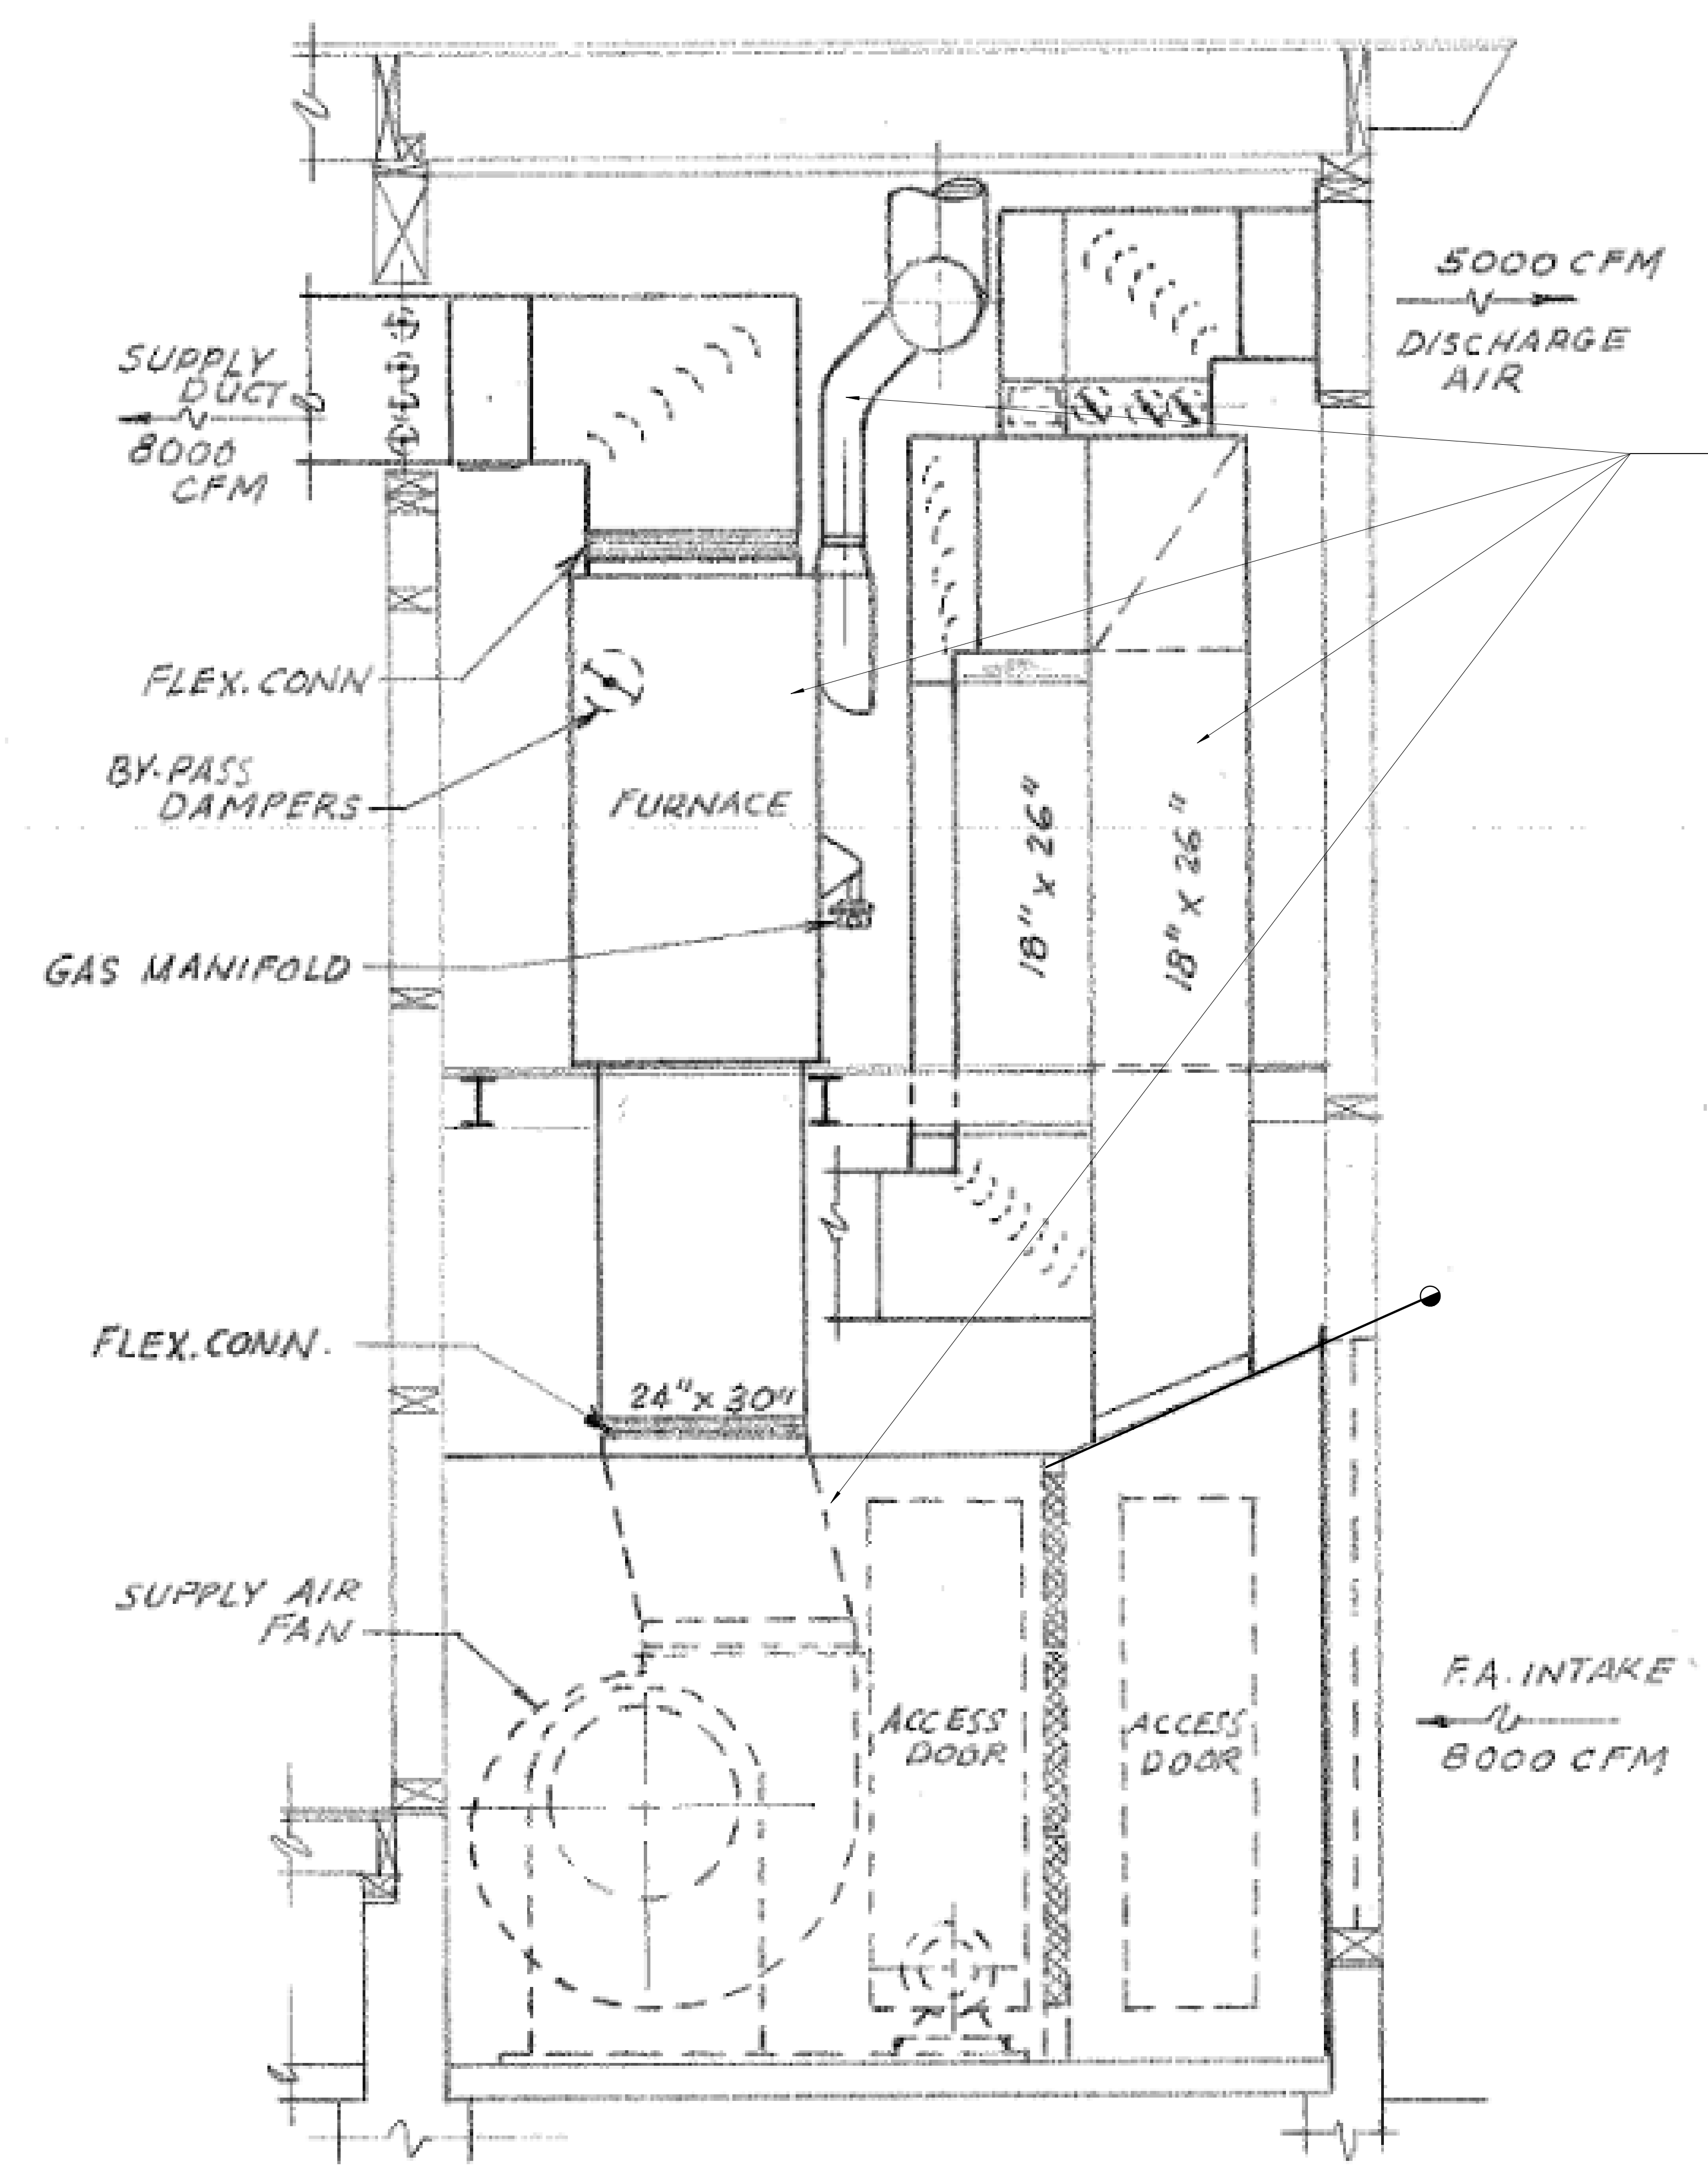 5000 CFM
DISCHARGE
AIR
SUPPLY
DUCT
8000
CFM
FLEX. CONN
BY-PASS
DAMPERS
FURNACE
18" x 26"
18" x 26"
GAS MANIFOLD
FLEX. CONN.
24" x 30"
SUPPLY AIR
FAN
ACCESS
DOOR
ACCESS
DOOR
F.A. INTAKE
8000 CFM